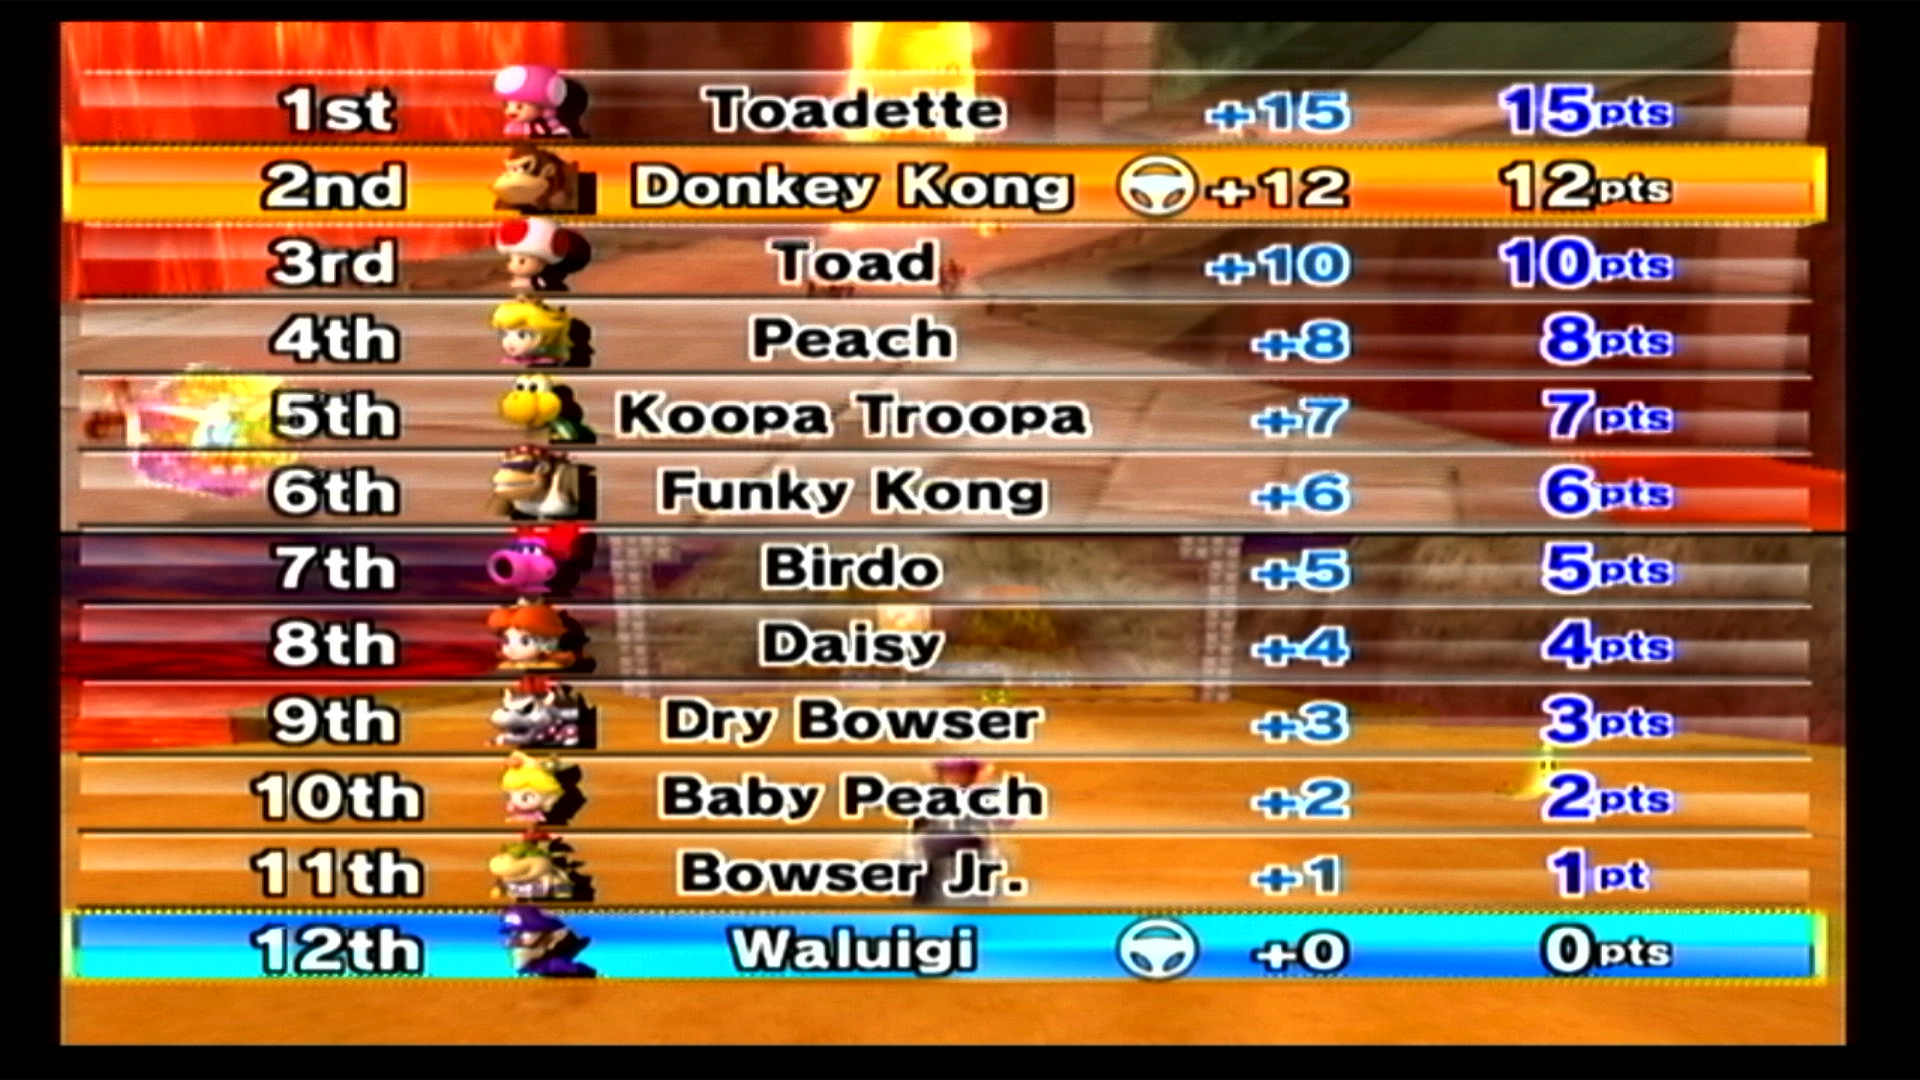 1st Toadette +15 15pts
2nd Donkey Kong +12 12pts
3rd Toad +10 10pts
4th Peach +8 8pts
5th Koopa Troopa +7 7pts
6th Funky Kong +6 6pts
7th Birdo +5 5pts
8th Daisy +4 4pts
9th Dry Bowser +3 3pts
10th Baby Peach +2 2pts
11th Bowser Jr. +1 1pt
12th Waluigi +0 0pts